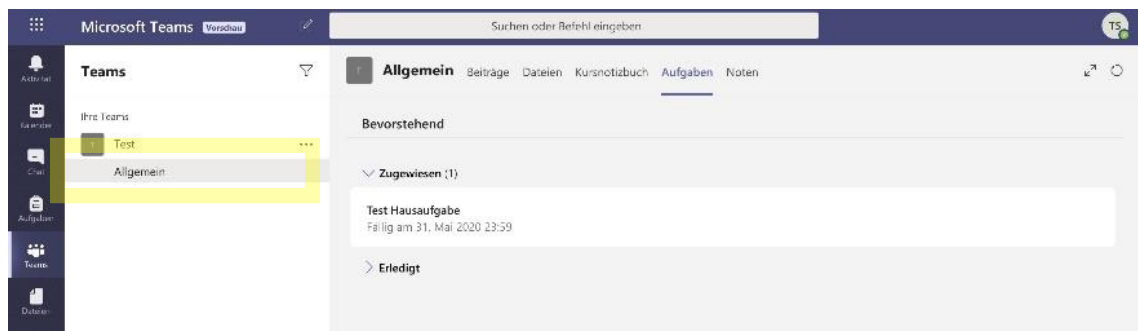 Microsoft Teams Vorschau
Suchen oder Befehl eingeben
TS
Aktivität
Kalender
Chat
Aufgaben
Teams
Dateien
Teams
Ihre Teams
T Test ...
Allgemein
T Allgemein Beiträge Dateien Kursnotizbuch Aufgaben Noten
Bevorstehend
Zugewiesen (1)
Test Hausaufgabe
Fällig am 31. Mai 2020 23:59
Erledigt